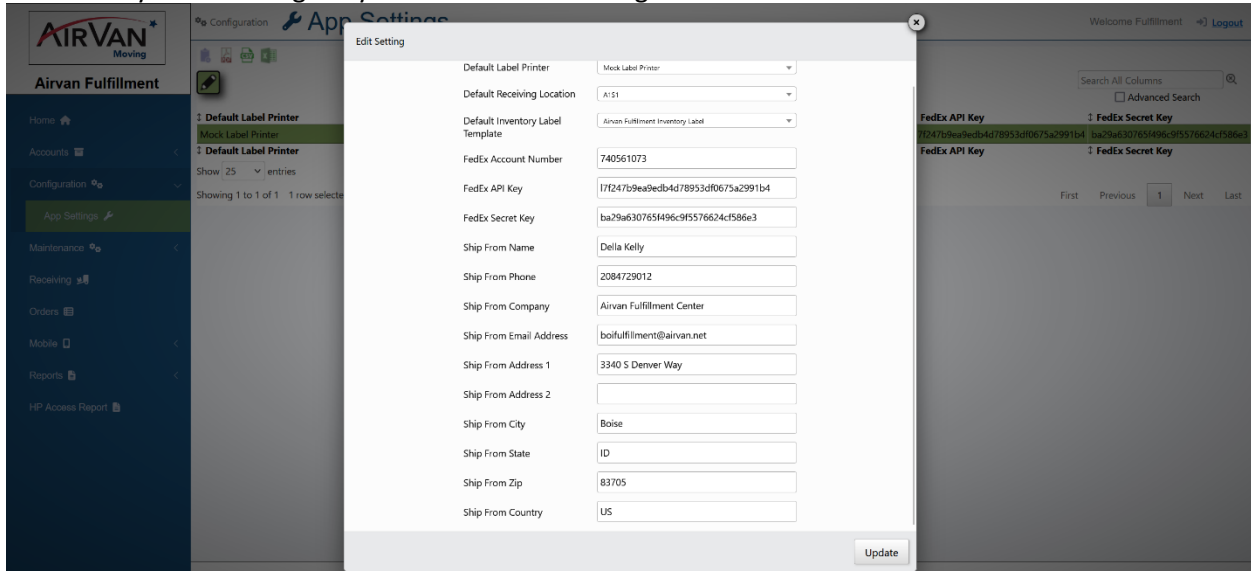 AIRVAN
Moving
Airvan Fulfillment
Home
Accounts
Configuration
App Settings
Maintenance
Receiving
Orders
Mobile
Reports
HP Access Report
Configuration App Settings
Welcome Fulfillment Logout
Search All Columns
Advanced Search
Default Label Printer FedEx API Key FedEx Secret Key
Mock Label Printer 7f247b9ea9edb4d78953df0675a2991b4 ba29a630765f496c9f5576624cf586e3
Default Label Printer FedEx API Key FedEx Secret Key
Show 25 entries
Showing 1 to 1 of 1 1 row selecte
First Previous 1 Next Last
Edit Setting
Default Label Printer Mock Label Printer
Default Receiving Location A1S1
Default Inventory Label Template Airvan Fulfillment Inventory Label
FedEx Account Number 740561073
FedEx API Key l7f247b9ea9edb4d78953df0675a2991b4
FedEx Secret Key ba29a630765f496c9f5576624cf586e3
Ship From Name Della Kelly
Ship From Phone 2084729012
Ship From Company Airvan Fulfillment Center
Ship From Email Address boifulfillment@airvan.net
Ship From Address 1 3340 S Denver Way
Ship From Address 2
Ship From City Boise
Ship From State ID
Ship From Zip 83705
Ship From Country US
Update